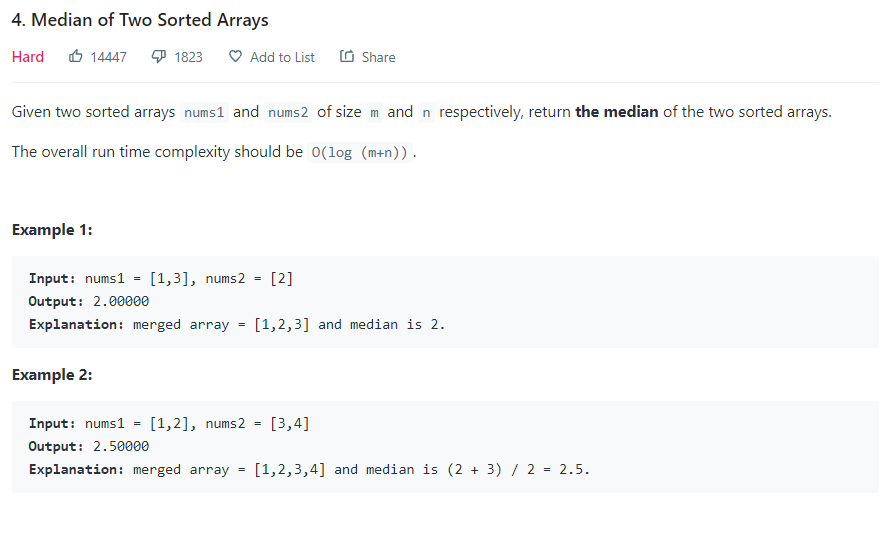 4. Median of Two Sorted Arrays
Hard 14447 1823 Add to List Share
Given two sorted arrays nums1 and nums2 of size m and n respectively, return the median of the two sorted arrays.
The overall run time complexity should be O(log (m+n)).
Example 1:
Input: nums1 = [1,3], nums2 = [2]
Output: 2.00000
Explanation: merged array = [1,2,3] and median is 2.
Example 2:
Input: nums1 = [1,2], nums2 = [3,4]
Output: 2.50000
Explanation: merged array = [1,2,3,4] and median is (2 + 3) / 2 = 2.5.